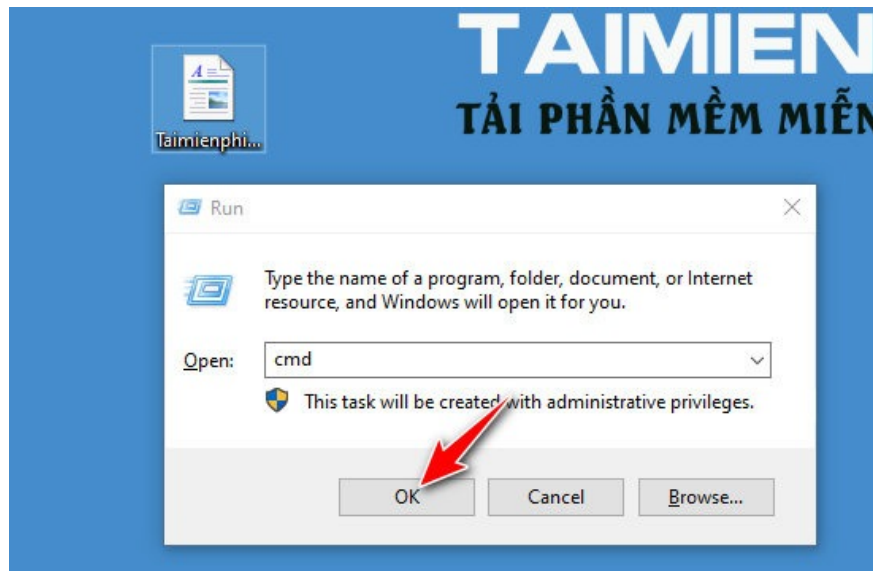 TAIMIEN
TẢI PHẦN MỀM MIỄN
Taimienphi...
Run
Type the name of a program, folder, document, or Internet
resource, and Windows will open it for you.
Open:
cmd
This task will be created with administrative privileges.
OK
Cancel
Browse...